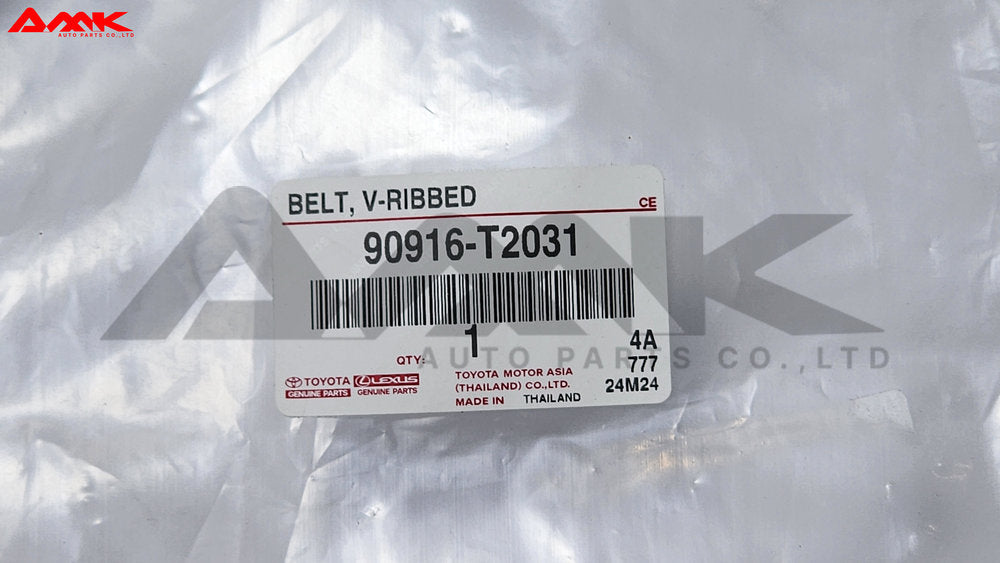 AMK
AUTO PARTS CO.,LTD
BELT, V-RIBBED
CE
90916-T2031
1
QTY:
4A
777
24M24
TOYOTA
GENUINE PARTS
LEXUS
GENUINE PARTS
TOYOTA MOTOR ASIA
(THAILAND) CO.,LTD.
MADE IN THAILAND
AMK
AUTO PARTS CO.,LTD